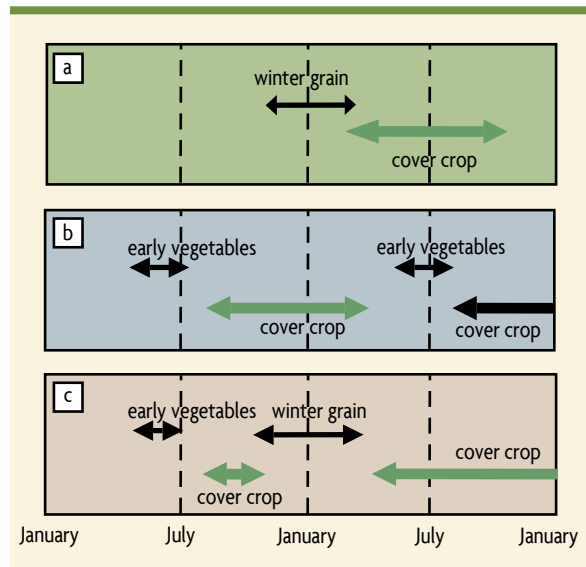 a
winter grain
cover crop
b
early vegetables
early vegetables
cover crop
cover crop
c
early vegetables
winter grain
cover crop
cover crop
January
July
January
July
January